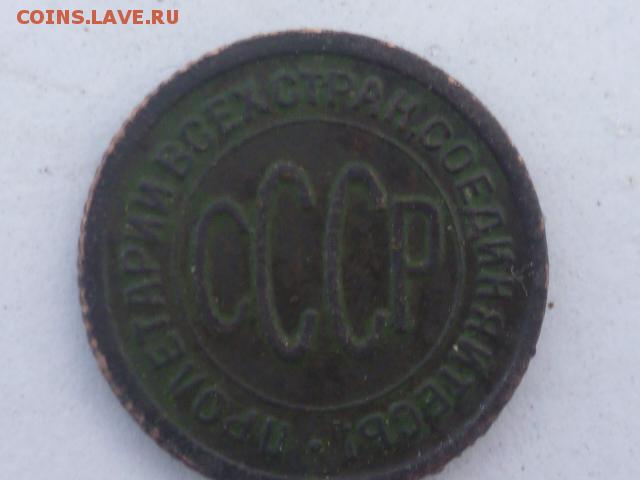 COINS.LAVE.RU
ПРОЛЕТАРИИ ВСЕХ СТРАН, СОЕДИНЯЙТЕСЬ! •
СССР